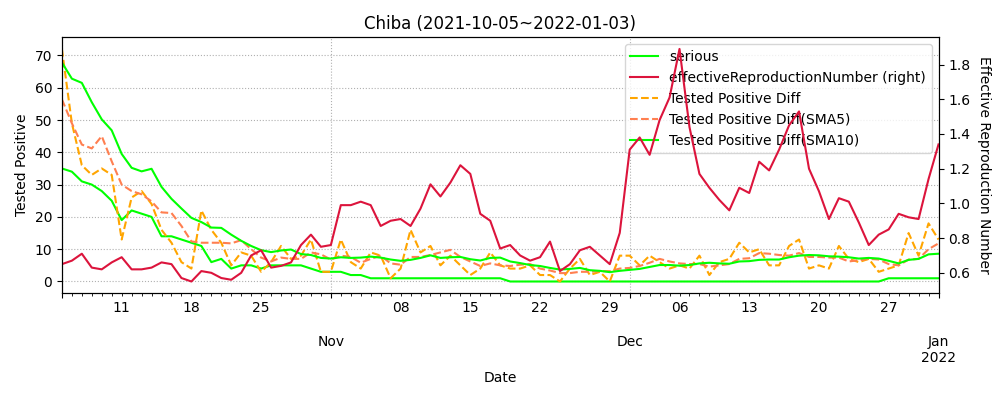 Chiba (2021-10-05~2022-01-03)
serious
effectiveReproductionNumber (right)
Tested Positive Diff
Tested Positive Diff(SMA5)
Tested Positive Diff(SMA10)
Tested Positive
70
60
50
40
30
20
10
0
1.8
1.6
1.4
1.2
1.0
0.8
0.6
Effective Reproduction Number
11 18 25 08 15 22 29 06 13 20 27
Nov Dec Jan
2022
Date